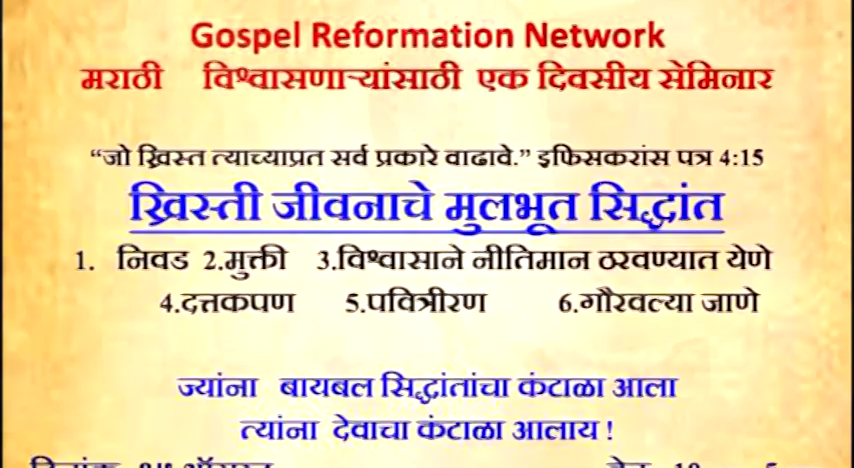 Gospel Reformation Network
मराठी विश्वासणाऱ्यांसाठी एक दिवसीय सेमिनार
“जो ख्रिस्त त्याच्याप्रत सर्व प्रकारे वाढावे.” इफिसकरांस पत्र 4:15
ख्रिस्ती जीवनाचे मुलभूत सिद्धांत
1. निवड 2.मुक्ती 3.विश्वासाने नीतिमान ठरवण्यात येणे
4.दत्तकपण 5.पवित्रीरण 6.गौरवल्या जाणे
ज्यांना बायबल सिद्धांतांचा कंटाळा आला
त्यांना देवाचा कंटाळा आलाय !